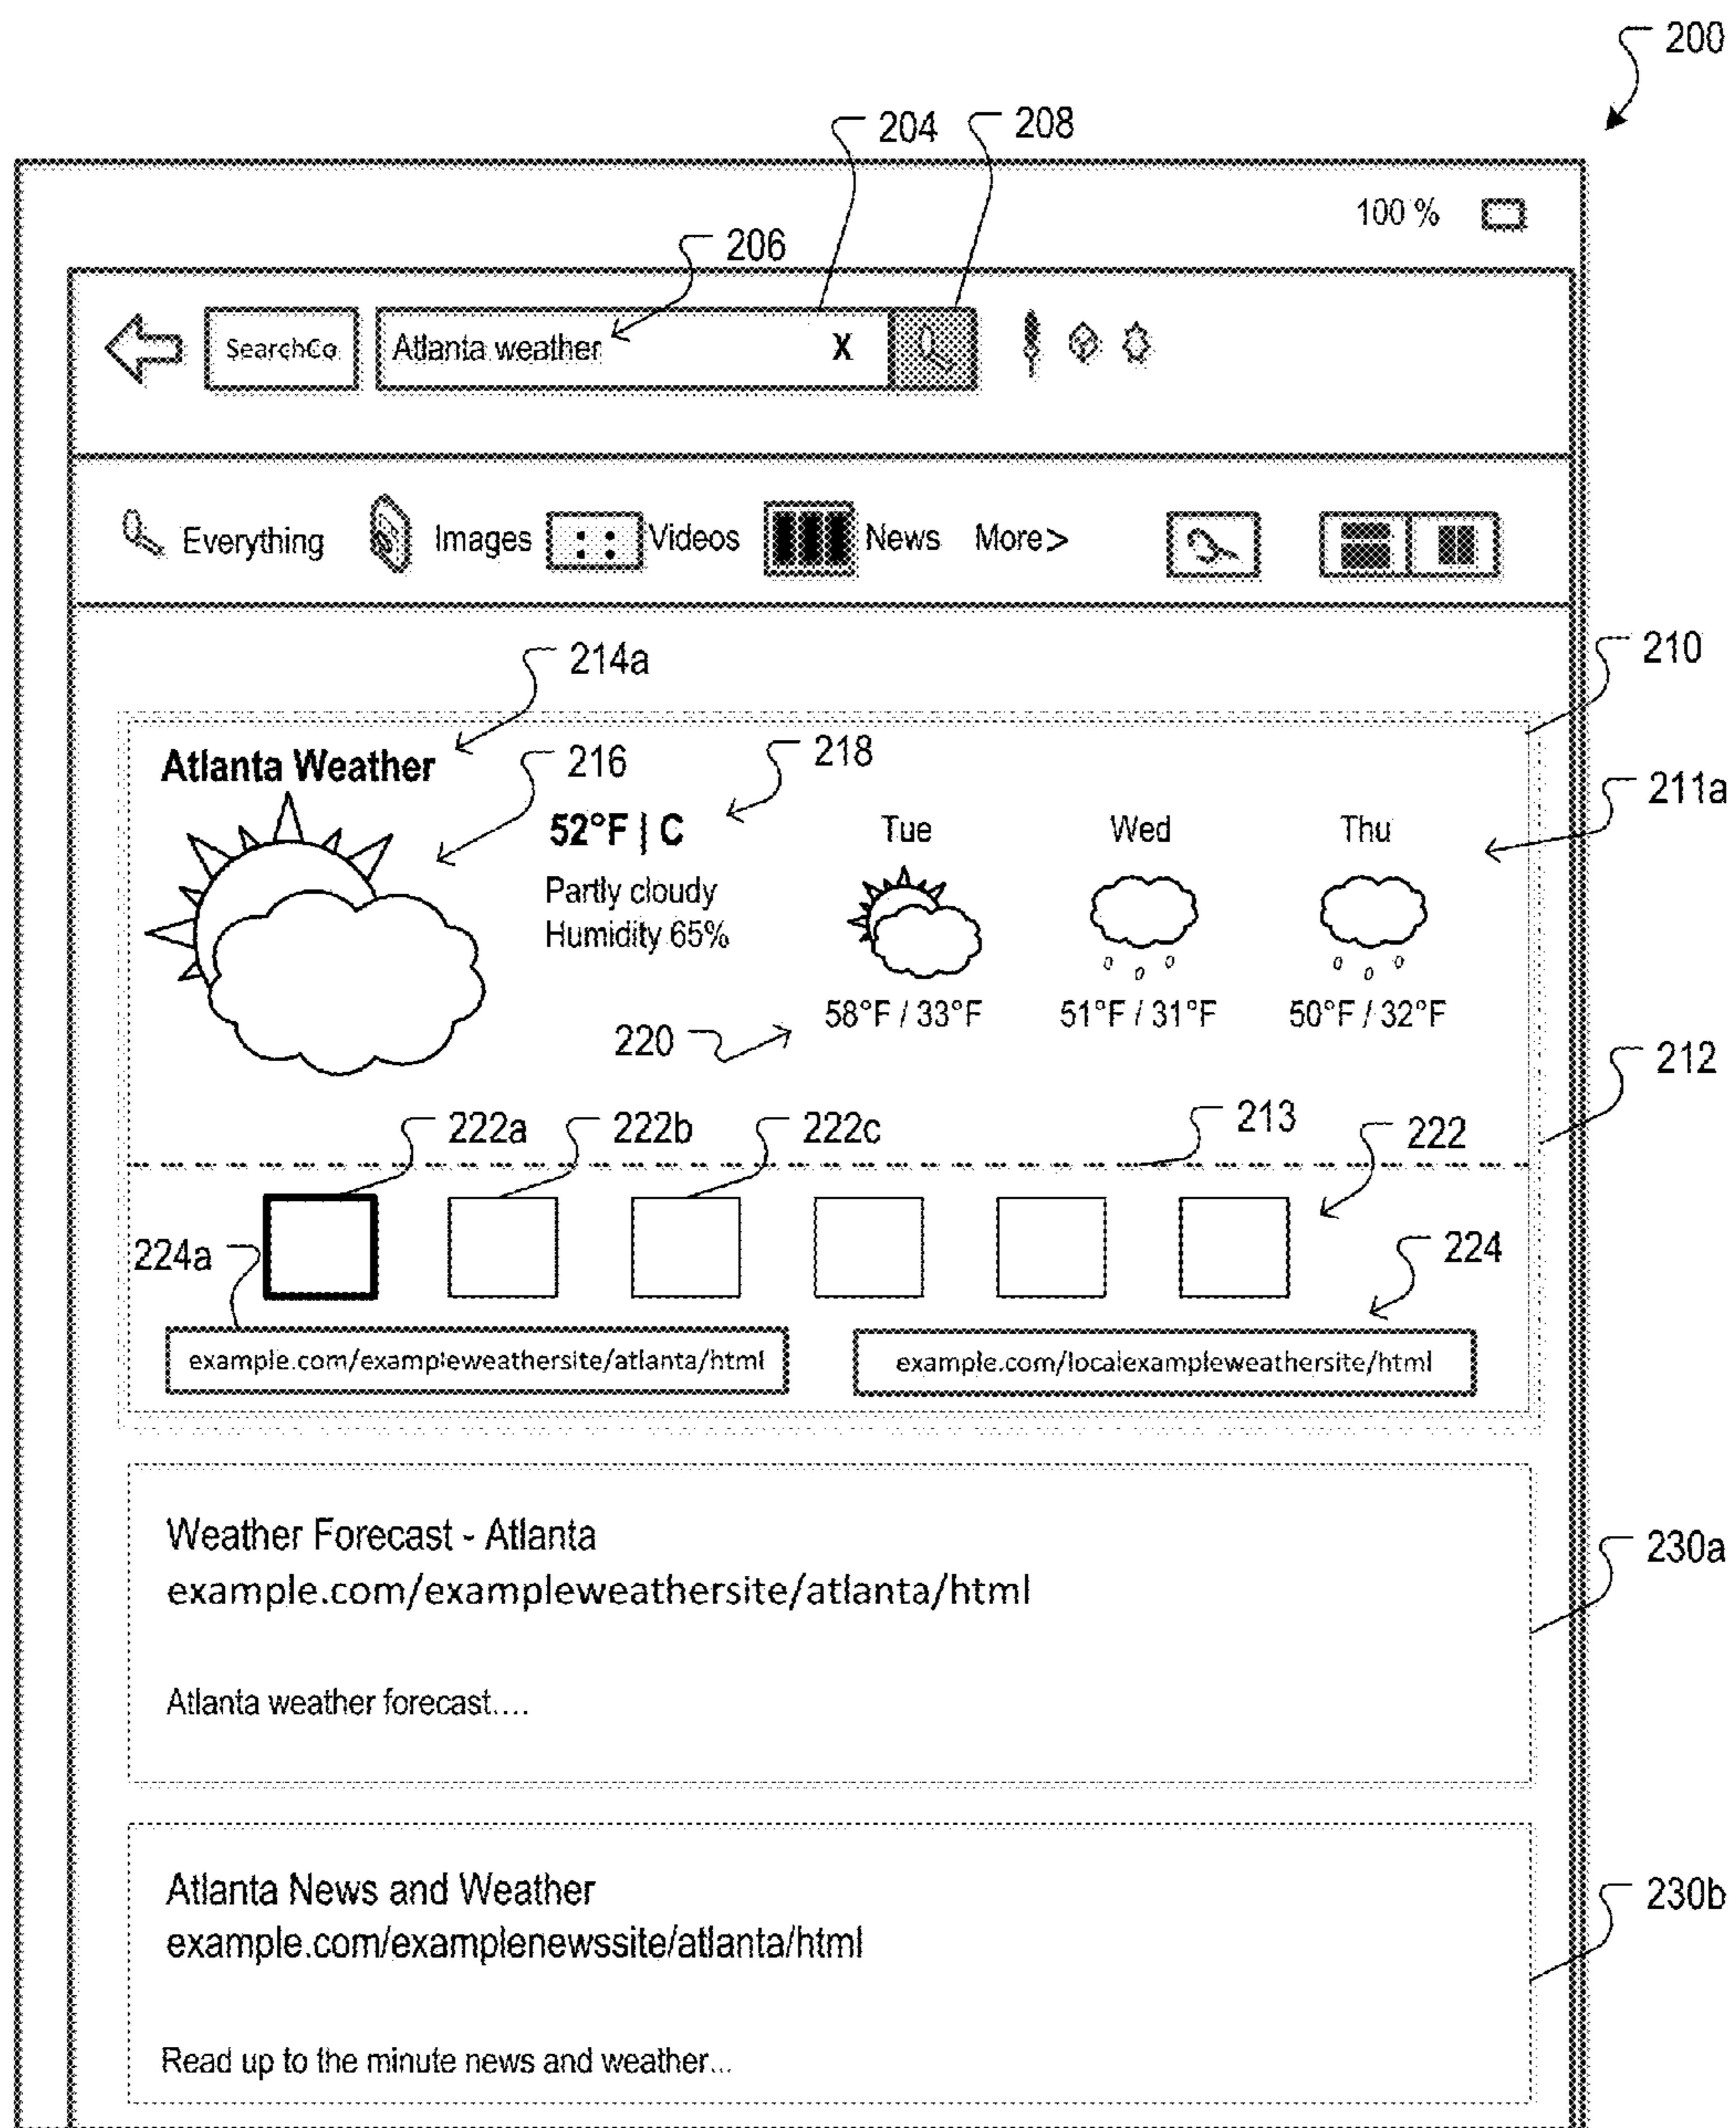 200
204
208
100 %
206
SearchCo
Atlanta weather
X
Everything
Images
Videos
News
More>
210
214a
Atlanta Weather
216
218
211a
52°F | C
Tue
Wed
Thu
Partly cloudy
Humidity 65%
58°F / 33°F
51°F / 31°F
50°F / 32°F
220
212
222a
222b
222c
213
222
224a
224
example.com/exampleweathersite/atlanta/html
example.com/localexampleweathersite/html
Weather Forecast - Atlanta
230a
example.com/exampleweathersite/atlanta/html
Atlanta weather forecast....
Atlanta News and Weather
230b
example.com/examplenewssite/atlanta/html
Read up to the minute news and weather...